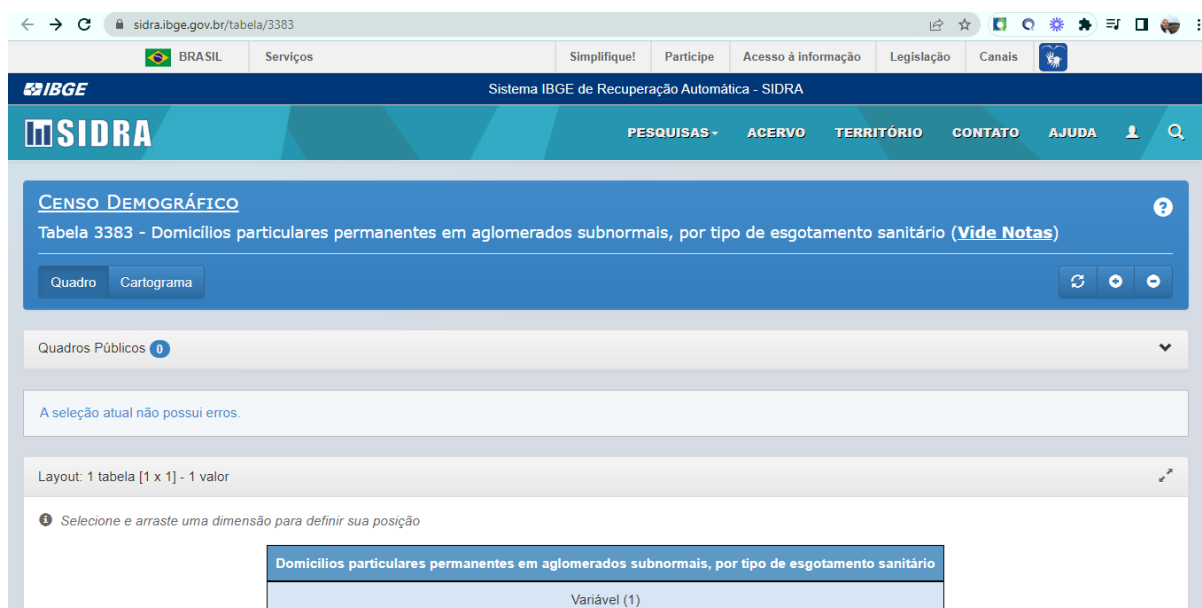 sidra.ibge.gov.br/tabela/3383
BRASIL Serviços Simplifique! Participe Acesso à informação Legislação Canais
IBGE Sistema IBGE de Recuperação Automática - SIDRA
SIDRA PESQUISAS ACERVO TERRITÓRIO CONTATO AJUDA
CENSO DEMOGRÁFICO
Tabela 3383 - Domicílios particulares permanentes em aglomerados subnormais, por tipo de esgotamento sanitário (Vide Notas)
Quadro Cartograma
Quadros Públicos 0
A seleção atual não possui erros.
Layout: 1 tabela [1 x 1] - 1 valor
Selecione e arraste uma dimensão para definir sua posição
Domicílios particulares permanentes em aglomerados subnormais, por tipo de esgotamento sanitário
Variável (1)